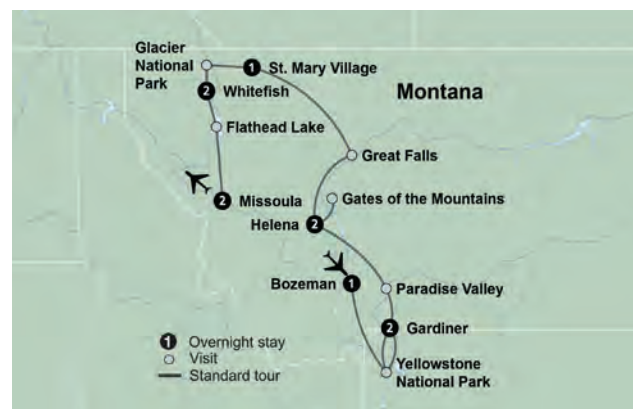 Glacier
National
Park
1 St. Mary Village
2 Whitefish
Montana
Flathead Lake
Great Falls
2 Missoula
Gates of the Mountains
Helena 2
Bozeman 1
Paradise Valley
2 Gardiner
Yellowstone
National Park
1 Overnight stay
Visit
Standard tour